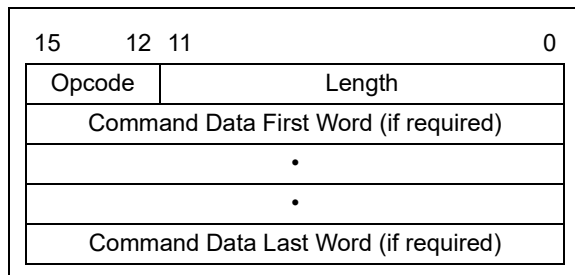 15 12 11 0
Opcode Length
Command Data First Word (if required)
•
•
Command Data Last Word (if required)